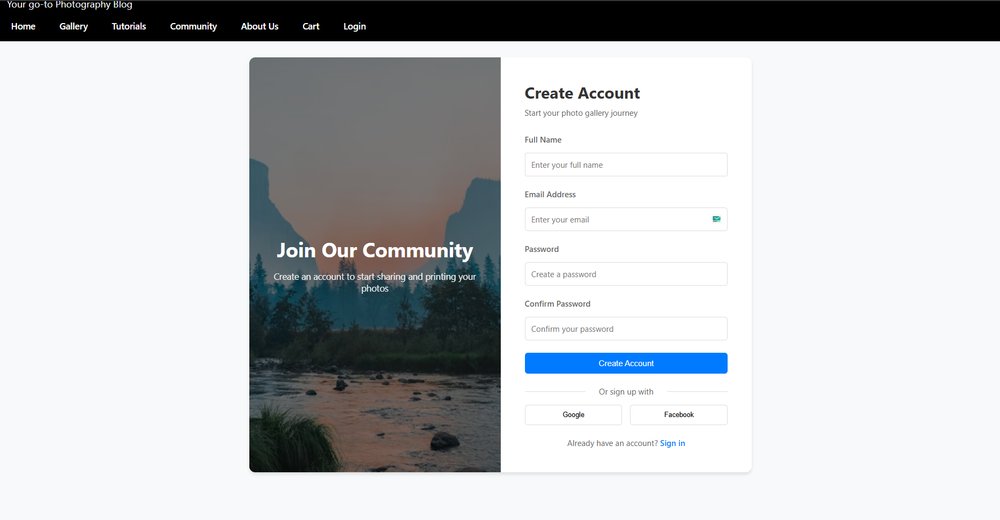 Your go-to Photography Blog
Home Gallery Tutorials Community About Us Cart Login
Join Our Community
Create an account to start sharing and printing your
photos
Create Account
Start your photo gallery journey
Full Name
Enter your full name
Email Address
Enter your email
Password
Create a password
Confirm Password
Confirm your password
Create Account
Or sign up with
Google Facebook
Already have an account? Sign in